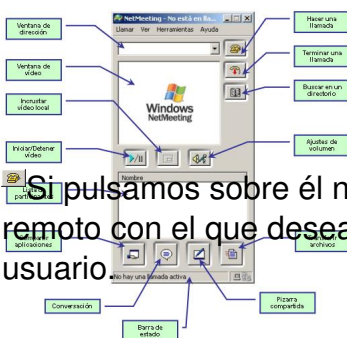 NetMeeting - No está en lla...
Llamar Ver Herramientas Ayuda
Ventana de
dirección
Hacer una
llamada
Ventana de
vídeo
Terminar una
llamada
Buscar en un
directorio
Incrustar
vídeo local
Windows
NetMeeting
Iniciar/Detener
vídeo
Ajustes de
volumen
Nombre
Si pulsamos sobre él n
remoto con el que desea
aplicaciones
archivos
usuario.
No hay una llamada activa
Conversación
Pizarra
compartida
Barra de
estado